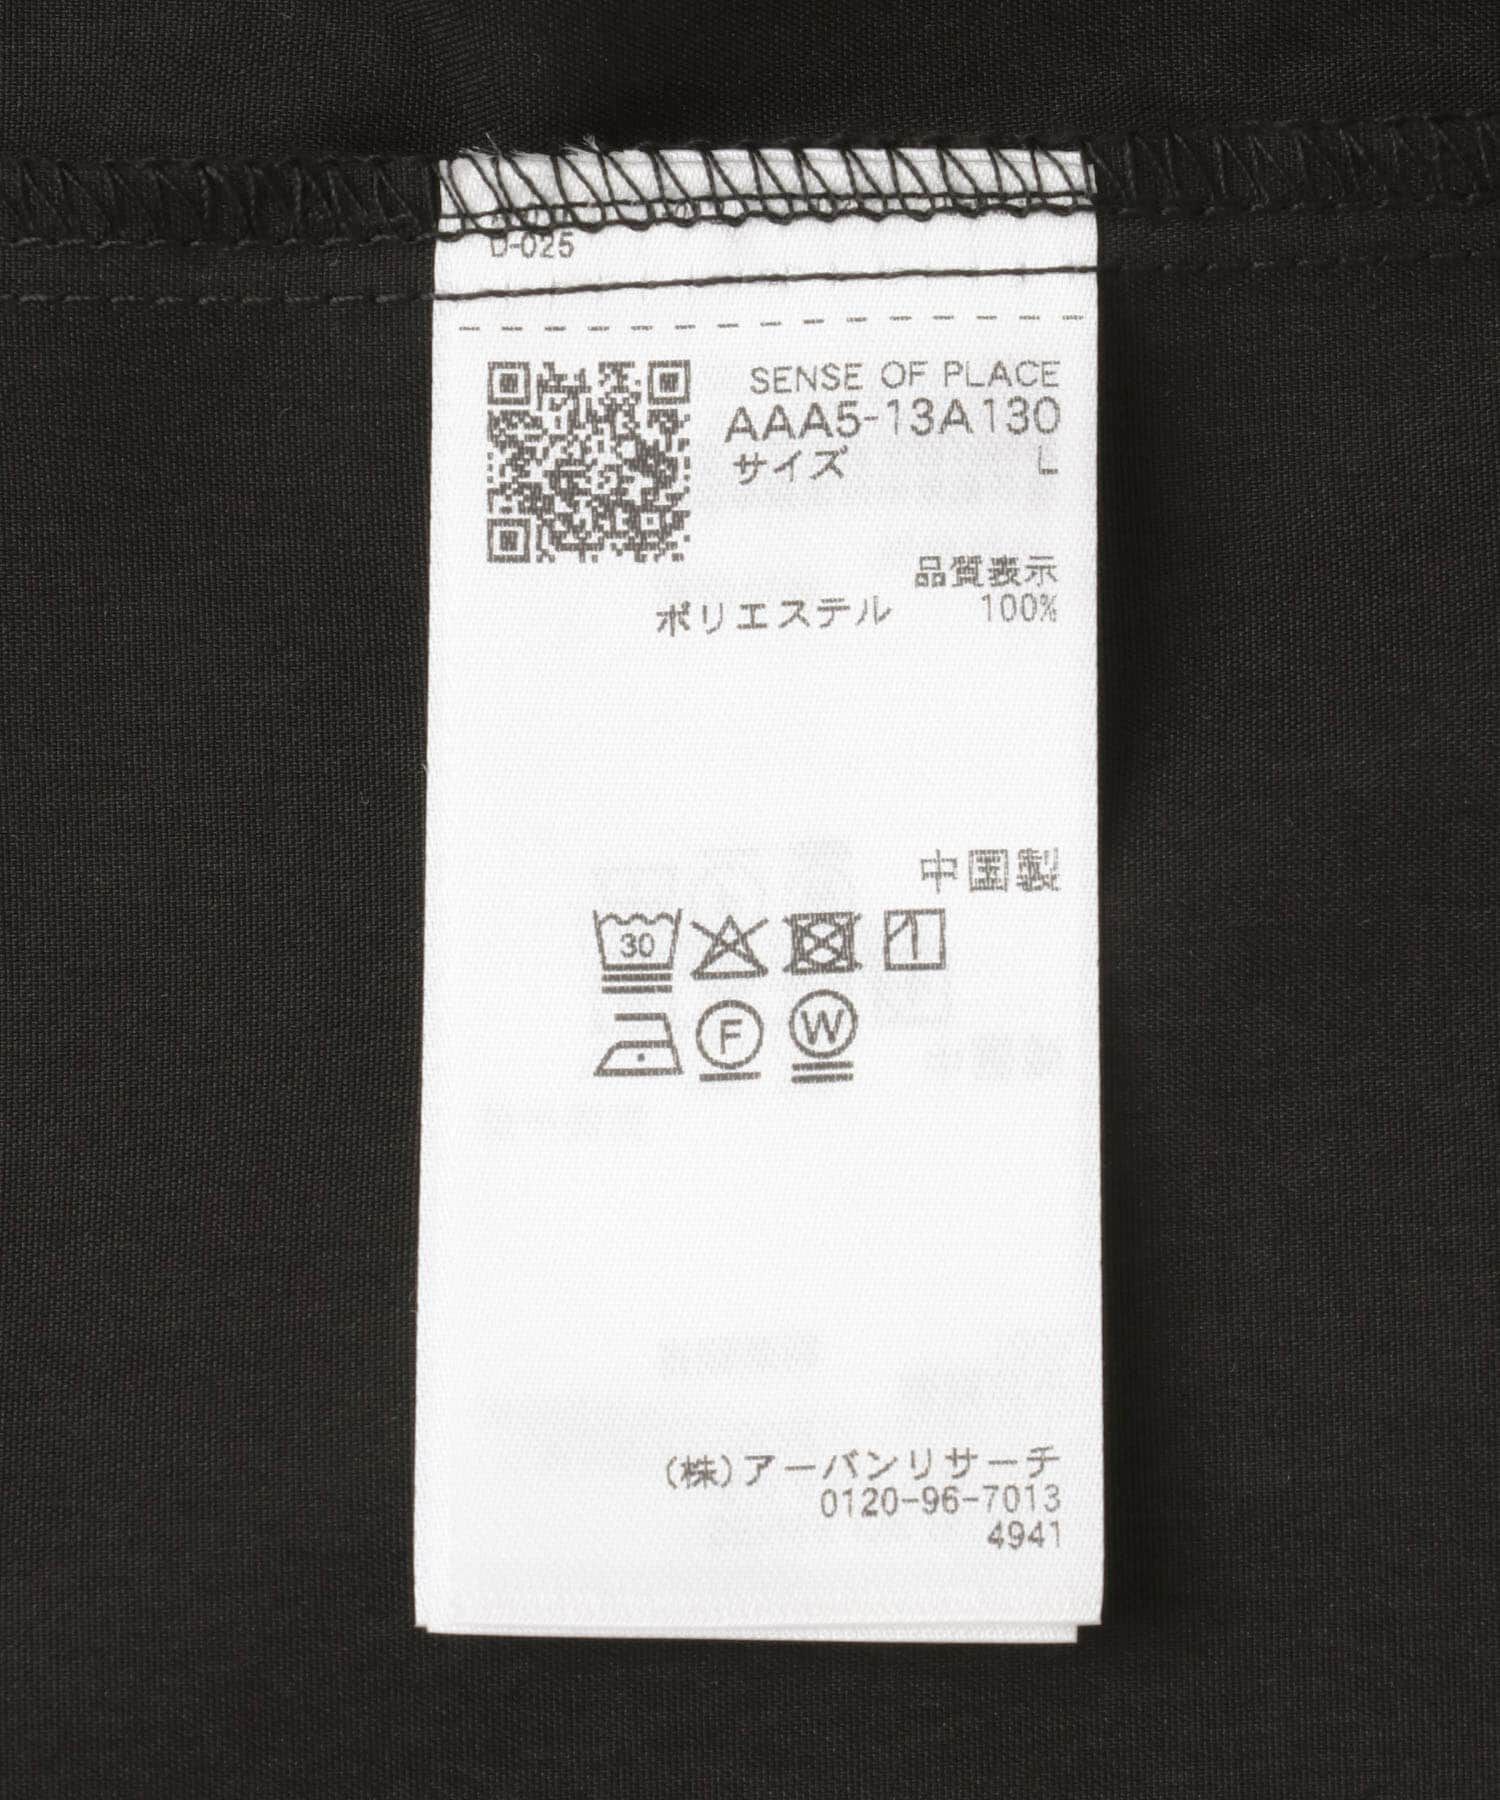 D-025
SENSE OF PLACE
AAA5-13A130
サイズ L
品質表示
ポリエステル 100%
中国製
30
F W
(株)アーバンリサーチ
0120-96-7013
4941